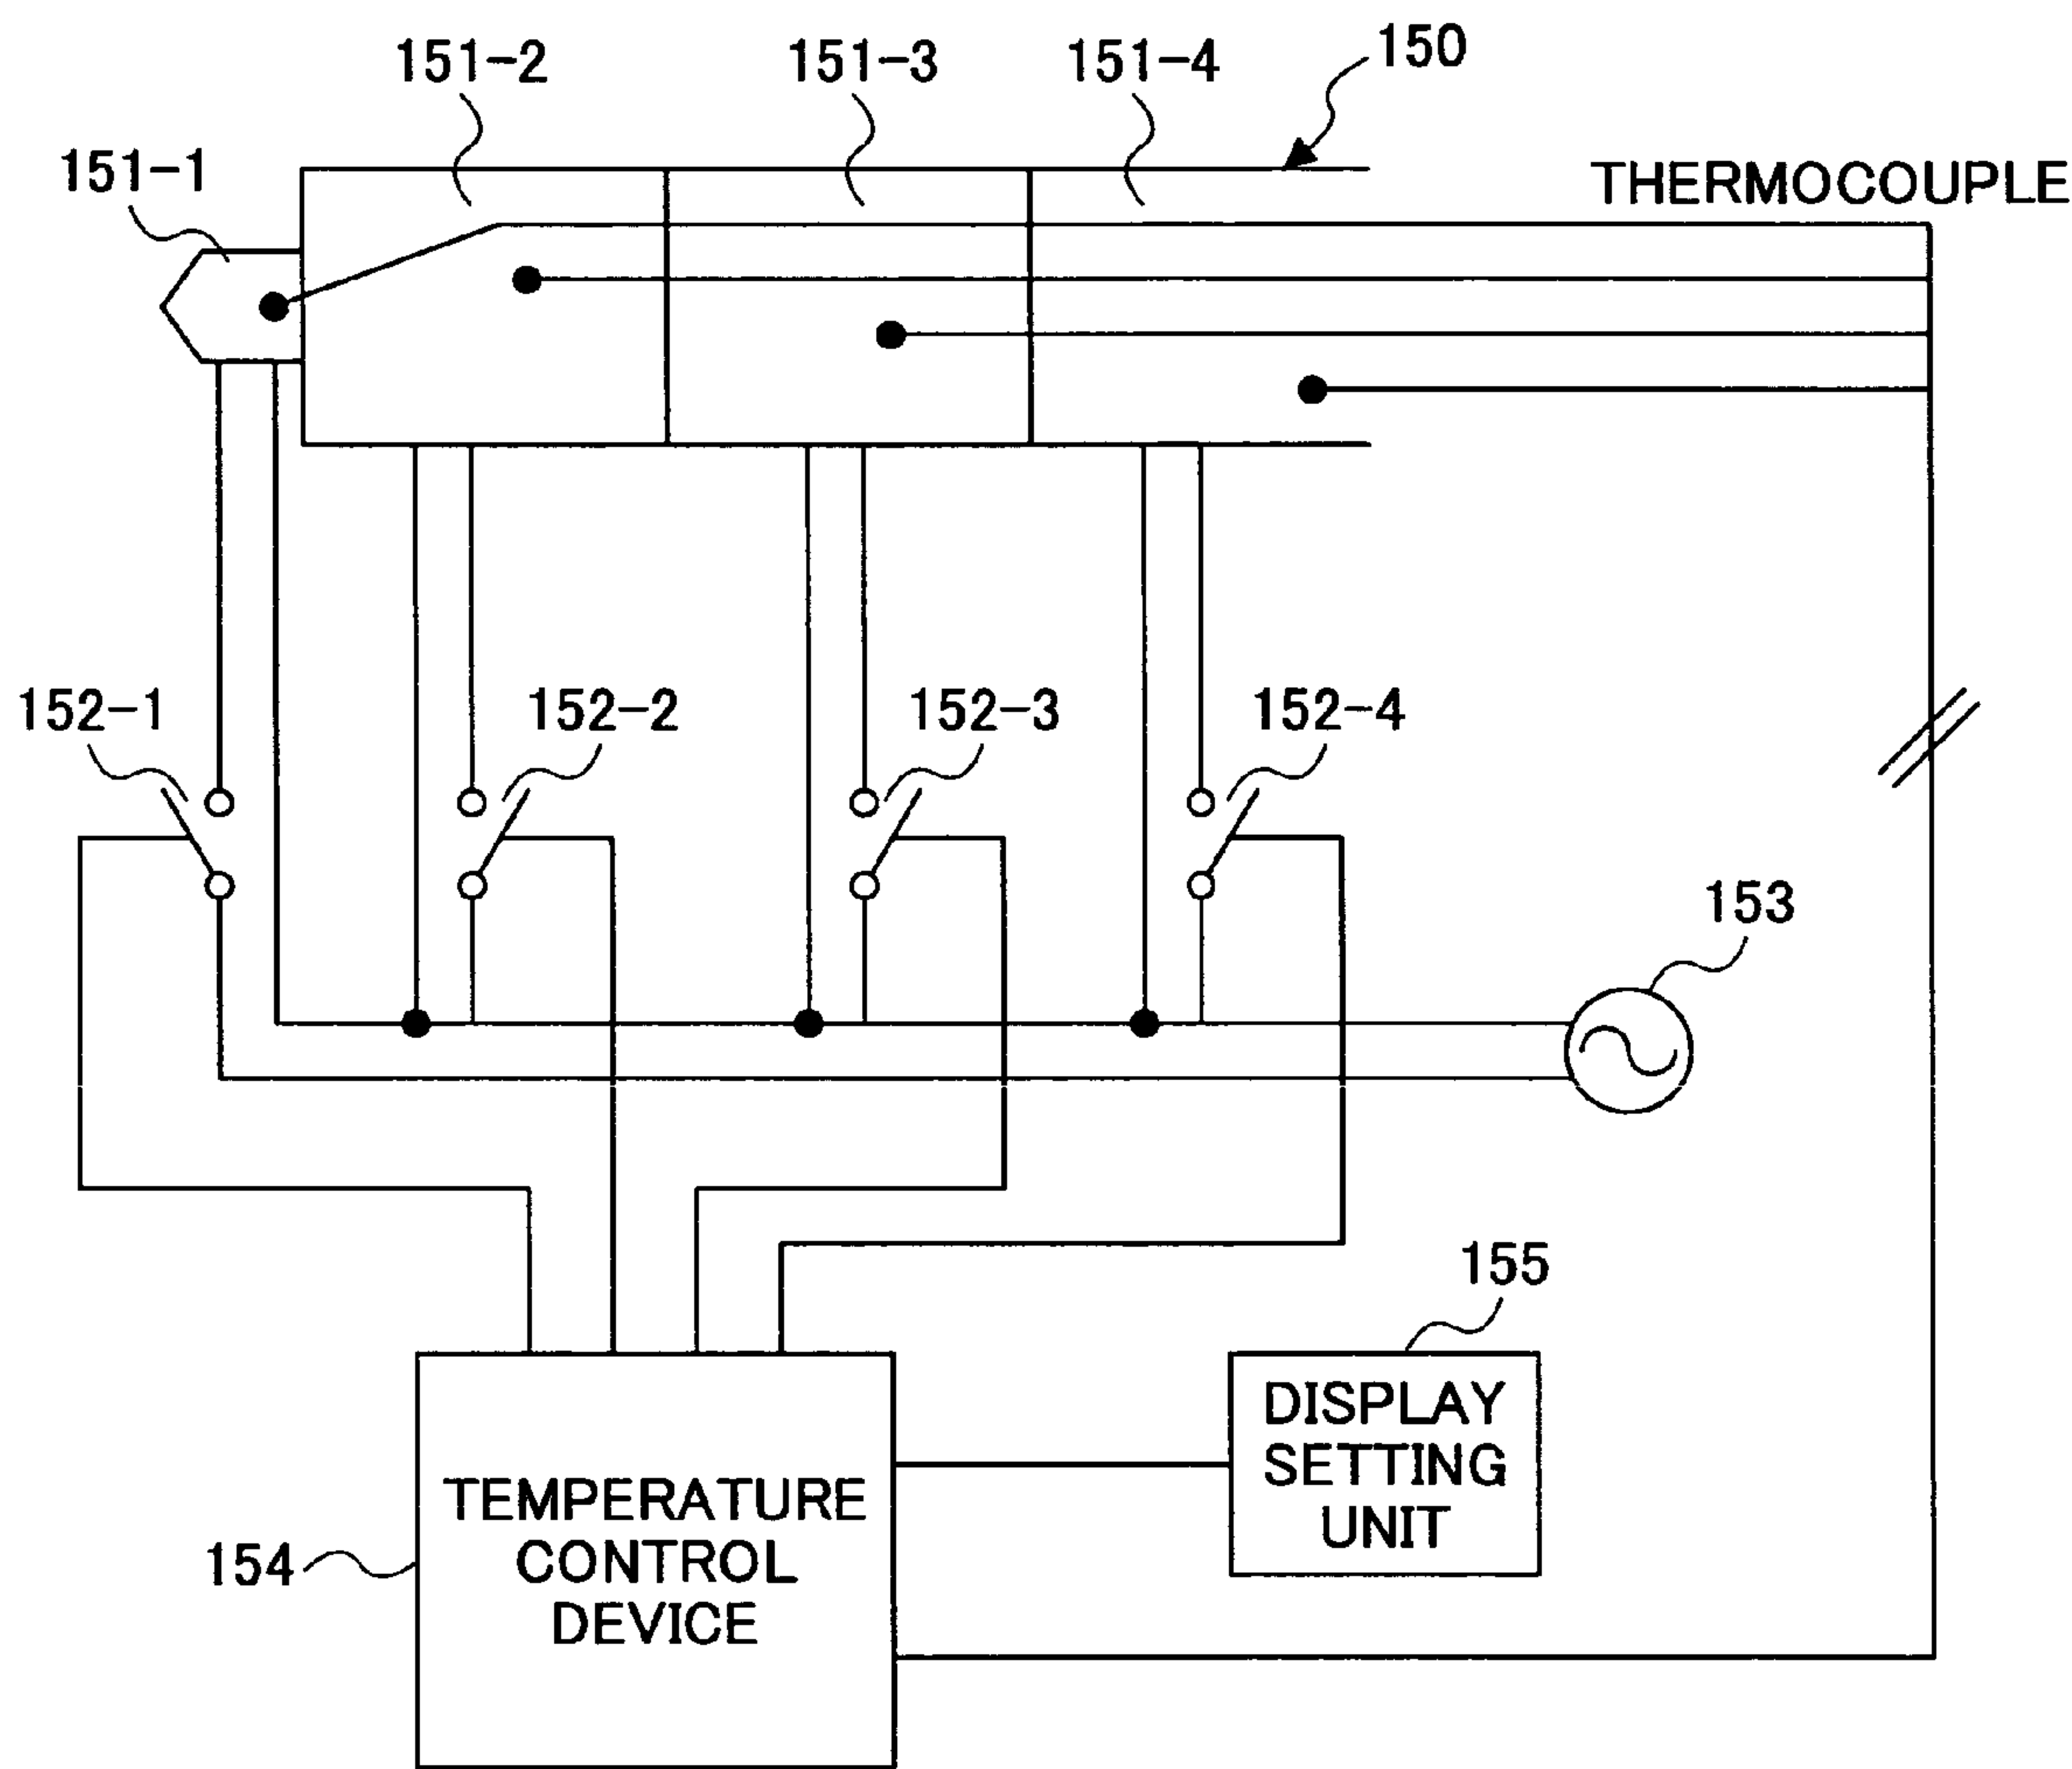 150
151-2
151-3
151-4
151-1
THERMOCOUPLE
152-1
152-2
152-3
152-4
153
155
DISPLAY
SETTING
UNIT
TEMPERATURE
CONTROL
DEVICE
154